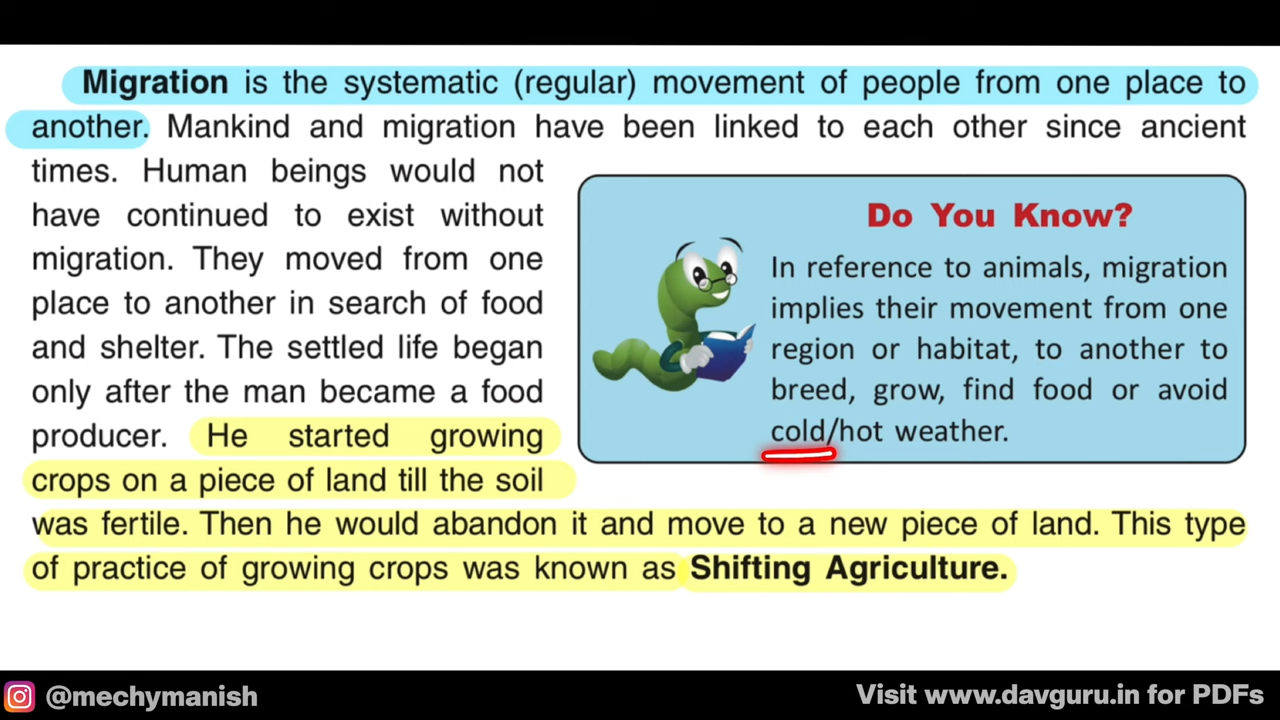 Migration is the systematic (regular) movement of people from one place to
another. Mankind and migration have been linked to each other since ancient
times. Human beings would not
have continued to exist without
migration. They moved from one
place to another in search of food
and shelter. The settled life began
only after the man became a food
producer. He started growing
crops on a piece of land till the soil
was fertile. Then he would abandon it and move to a new piece of land. This type
of practice of growing crops was known as Shifting Agriculture.
Do You Know?
In reference to animals, migration
implies their movement from one
region or habitat, to another to
breed, grow, find food or avoid
cold/hot weather.
@mechymanish
Visit www.davguru.in for PDFs